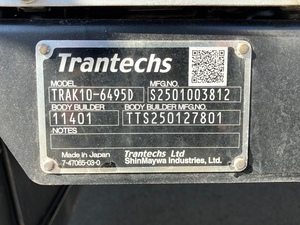 Trantechs
MODEL MFG.NO.
TRAK10-6495D S2501003812
BODY BUILDER BODY BUILDER MFG.NO.
11401 TTS250127801
NOTES
Made in Japan Trantechs Ltd
7-47065-03-0 ShinMaywa Industries, Ltd.